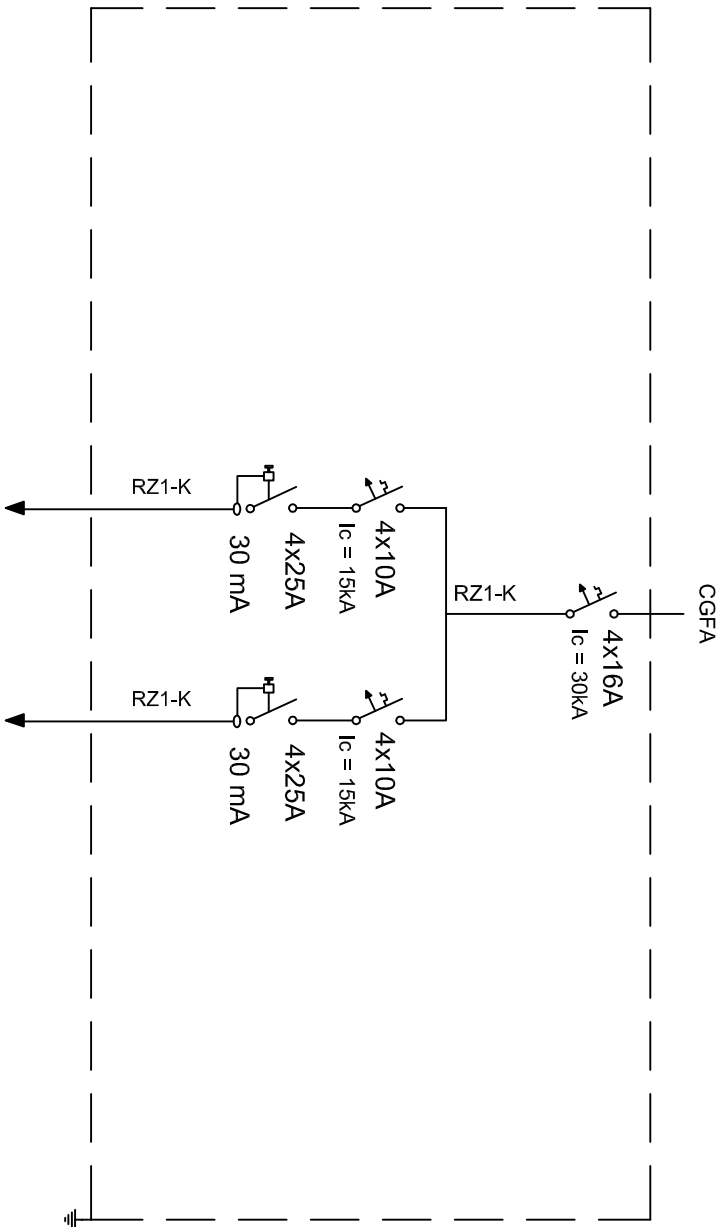 CGFA
4x16A
Ic = 30kA
RZ1-K
4x10A
Ic = 15kA
4x25A
30 mA
RZ1-K
4x10A
Ic = 15kA
4x25A
30 mA
RZ1-K